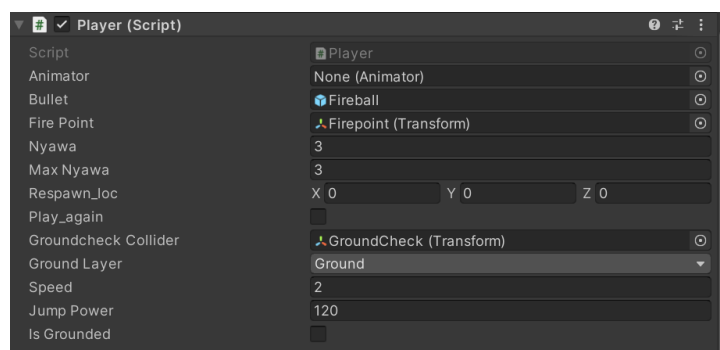 Player (Script)
Script Player
Animator None (Animator)
Bullet Fireball
Fire Point Firepoint (Transform)
Nyawa 3
Max Nyawa 3
Respawn_loc X 0 Y 0 Z 0
Play_again
Groundcheck Collider GroundCheck (Transform)
Ground Layer Ground
Speed 2
Jump Power 120
Is Grounded